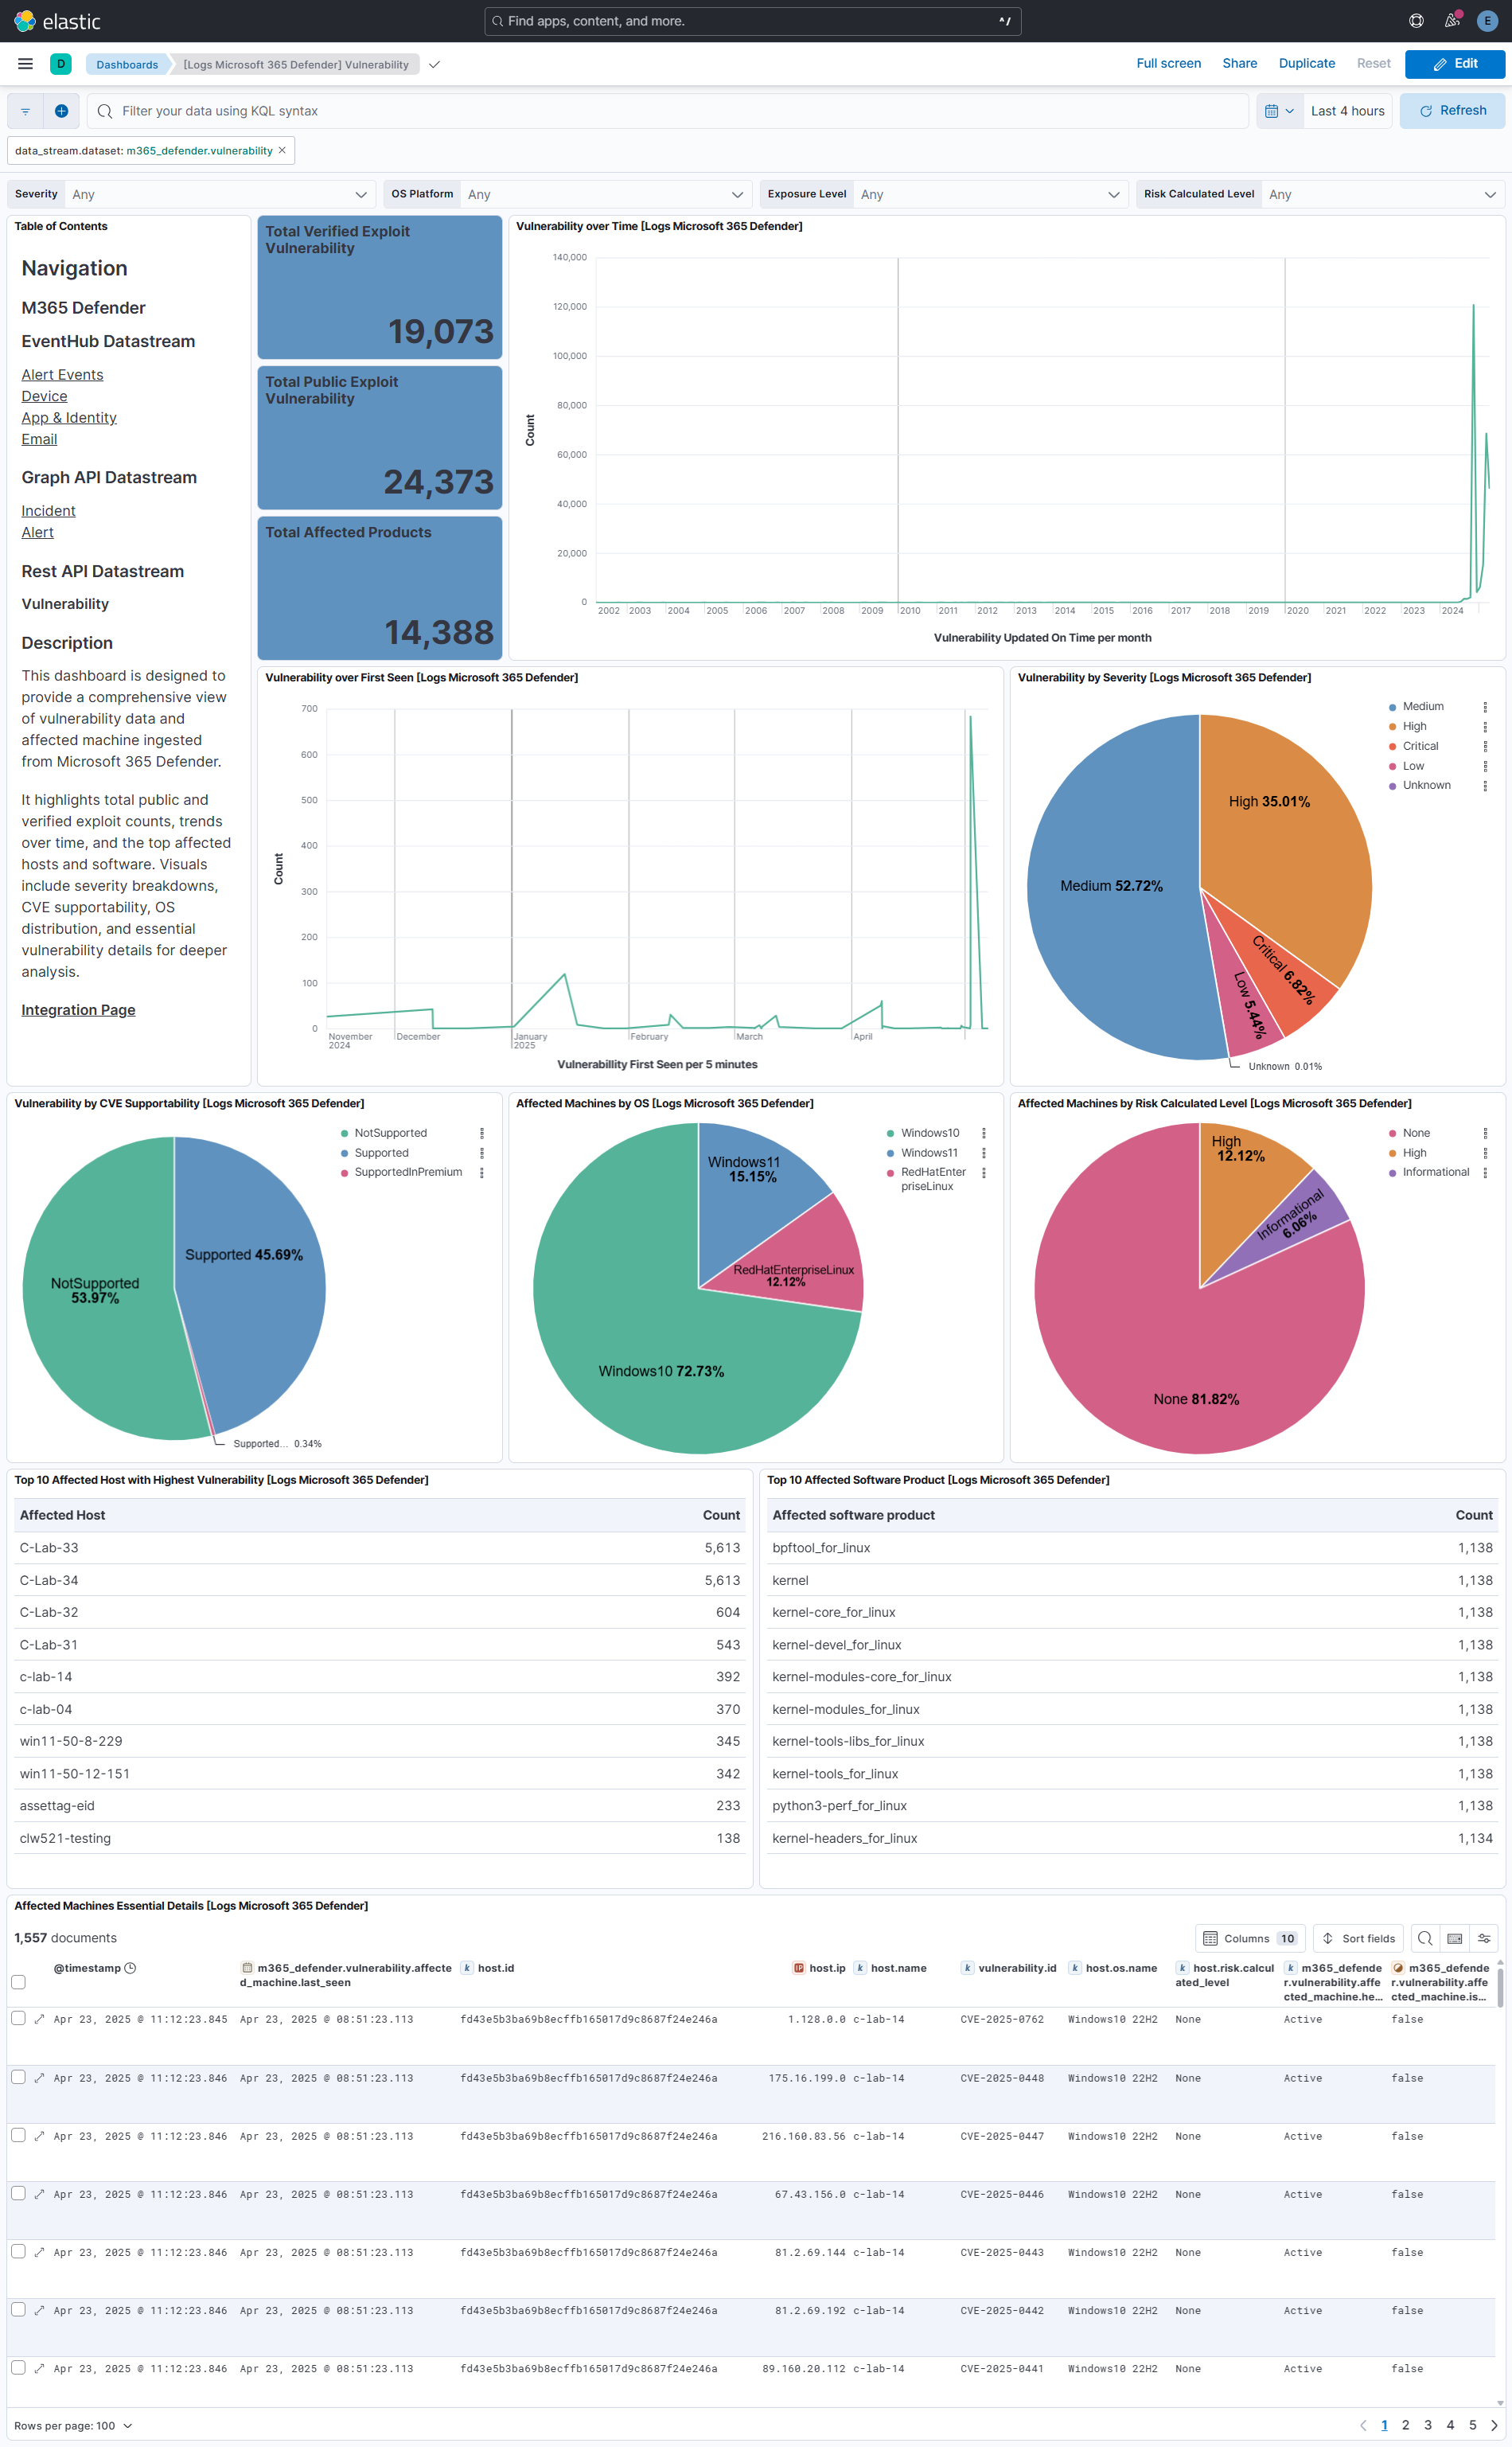 elastic
Find apps, content, and more.
^/
E
D
Dashboards
[Logs Microsoft 365 Defender] Vulnerability
Full screen
Share
Duplicate
Reset
Edit
Filter your data using KQL syntax
Last 4 hours
Refresh
data_stream.dataset: m365_defender.vulnerability ×
Severity Any
OS Platform Any
Exposure Level Any
Risk Calculated Level Any
Table of Contents
Navigation
M365 Defender
EventHub Datastream
Alert Events
Device
App & Identity
Email
Graph API Datastream
Incident
Alert
Rest API Datastream
Vulnerability
Description
This dashboard is designed to
provide a comprehensive view
of vulnerability data and
affected machine ingested
from Microsoft 365 Defender.
It highlights total public and
verified exploit counts, trends
over time, and the top affected
hosts and software. Visuals
include severity breakdowns,
CVE supportability, OS
distribution, and essential
vulnerability details for deeper
analysis.
Integration Page
Total Verified Exploit
Vulnerability
19,073
Total Public Exploit
Vulnerability
24,373
Total Affected Products
14,388
Vulnerability over Time [Logs Microsoft 365 Defender]
Count
140,000
120,000
100,000
80,000
60,000
40,000
20,000
0
2002 2003 2004 2005 2006 2007 2008 2009 2010 2011 2012 2013 2014 2015 2016 2017 2018 2019 2020 2021 2022 2023 2024
Vulnerability Updated On Time per month
Vulnerability over First Seen [Logs Microsoft 365 Defender]
Count
700
600
500
400
300
200
100
0
November December January February March April
2024 2025
Vulnerabillity First Seen per 5 minutes
Vulnerability by Severity [Logs Microsoft 365 Defender]
Medium
High
Critical
Low
Unknown
High 35.01%
Medium 52.72%
Critical 6.82%
Low 5.44%
Unknown 0.01%
Vulnerability by CVE Supportability [Logs Microsoft 365 Defender]
NotSupported
Supported
SupportedInPremium
Supported 45.69%
NotSupported
53.97%
Supported... 0.34%
Affected Machines by OS [Logs Microsoft 365 Defender]
Windows10
Windows11
RedHatEnter
priseLinux
Windows11
15.15%
RedHatEnterpriseLinux
12.12%
Windows10 72.73%
Affected Machines by Risk Calculated Level [Logs Microsoft 365 Defender]
None
High
Informational
High
12.12%
Informational
6.06%
None 81.82%
Top 10 Affected Host with Highest Vulnerability [Logs Microsoft 365 Defender]
Affected Host Count
C-Lab-33 5,613
C-Lab-34 5,613
C-Lab-32 604
C-Lab-31 543
c-lab-14 392
c-lab-04 370
win11-50-8-229 345
win11-50-12-151 342
assettag-eid 233
clw521-testing 138
Top 10 Affected Software Product [Logs Microsoft 365 Defender]
Affected software product Count
bpftool_for_linux 1,138
kernel 1,138
kernel-core_for_linux 1,138
kernel-devel_for_linux 1,138
kernel-modules-core_for_linux 1,138
kernel-modules_for_linux 1,138
kernel-tools-libs_for_linux 1,138
kernel-tools_for_linux 1,138
python3-perf_for_linux 1,138
kernel-headers_for_linux 1,134
Affected Machines Essential Details [Logs Microsoft 365 Defender]
1,557 documents
Columns 10
Sort fields
@timestamp
m365_defender.vulnerability.affecte
d_machine.last_seen
k host.id
IP host.ip
k host.name
k vulnerability.id
k host.os.name
k host.risk.calcul
ated_level
k m365_defende
r.vulnerability.affe
cted_machine.he...
m365_defende
r.vulnerability.affe
cted_machine.is...
Apr 23, 2025 @ 11:12:23.845 Apr 23, 2025 @ 08:51:23.113 fd43e5b3ba69b8ecffb165017d9c8687f24e246a 1.128.0.0 c-lab-14 CVE-2025-0762 Windows10 22H2 None Active false
Apr 23, 2025 @ 11:12:23.846 Apr 23, 2025 @ 08:51:23.113 fd43e5b3ba69b8ecffb165017d9c8687f24e246a 175.16.199.0 c-lab-14 CVE-2025-0448 Windows10 22H2 None Active false
Apr 23, 2025 @ 11:12:23.846 Apr 23, 2025 @ 08:51:23.113 fd43e5b3ba69b8ecffb165017d9c8687f24e246a 216.160.83.56 c-lab-14 CVE-2025-0447 Windows10 22H2 None Active false
Apr 23, 2025 @ 11:12:23.846 Apr 23, 2025 @ 08:51:23.113 fd43e5b3ba69b8ecffb165017d9c8687f24e246a 67.43.156.0 c-lab-14 CVE-2025-0446 Windows10 22H2 None Active false
Apr 23, 2025 @ 11:12:23.846 Apr 23, 2025 @ 08:51:23.113 fd43e5b3ba69b8ecffb165017d9c8687f24e246a 81.2.69.144 c-lab-14 CVE-2025-0443 Windows10 22H2 None Active false
Apr 23, 2025 @ 11:12:23.846 Apr 23, 2025 @ 08:51:23.113 fd43e5b3ba69b8ecffb165017d9c8687f24e246a 81.2.69.192 c-lab-14 CVE-2025-0442 Windows10 22H2 None Active false
Apr 23, 2025 @ 11:12:23.846 Apr 23, 2025 @ 08:51:23.113 fd43e5b3ba69b8ecffb165017d9c8687f24e246a 89.160.20.112 c-lab-14 CVE-2025-0441 Windows10 22H2 None Active false
Rows per page: 100
1 2 3 4 5